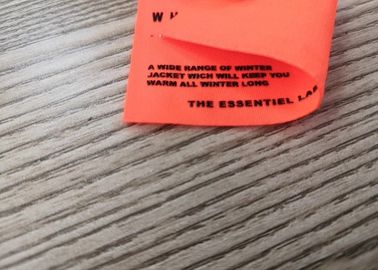 A WIDE RANGE OF WINTER
JACKET WICH WILL KEEP YOU
WARM ALL WINTER LONG
THE ESSENTIEL